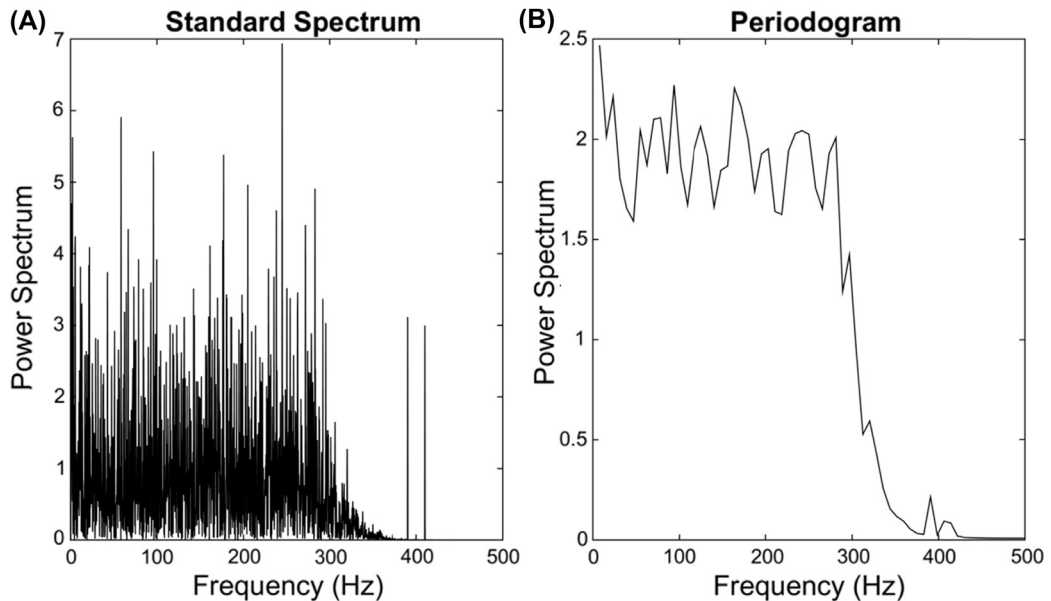 (A) Standard Spectrum
7
6
5
4
3
2
1
0
Power Spectrum
0 100 200 300 400 500
Frequency (Hz)
(B) Periodogram
2.5
2
1.5
1
0.5
0
Power Spectrum
0 100 200 300 400 500
Frequency (Hz)